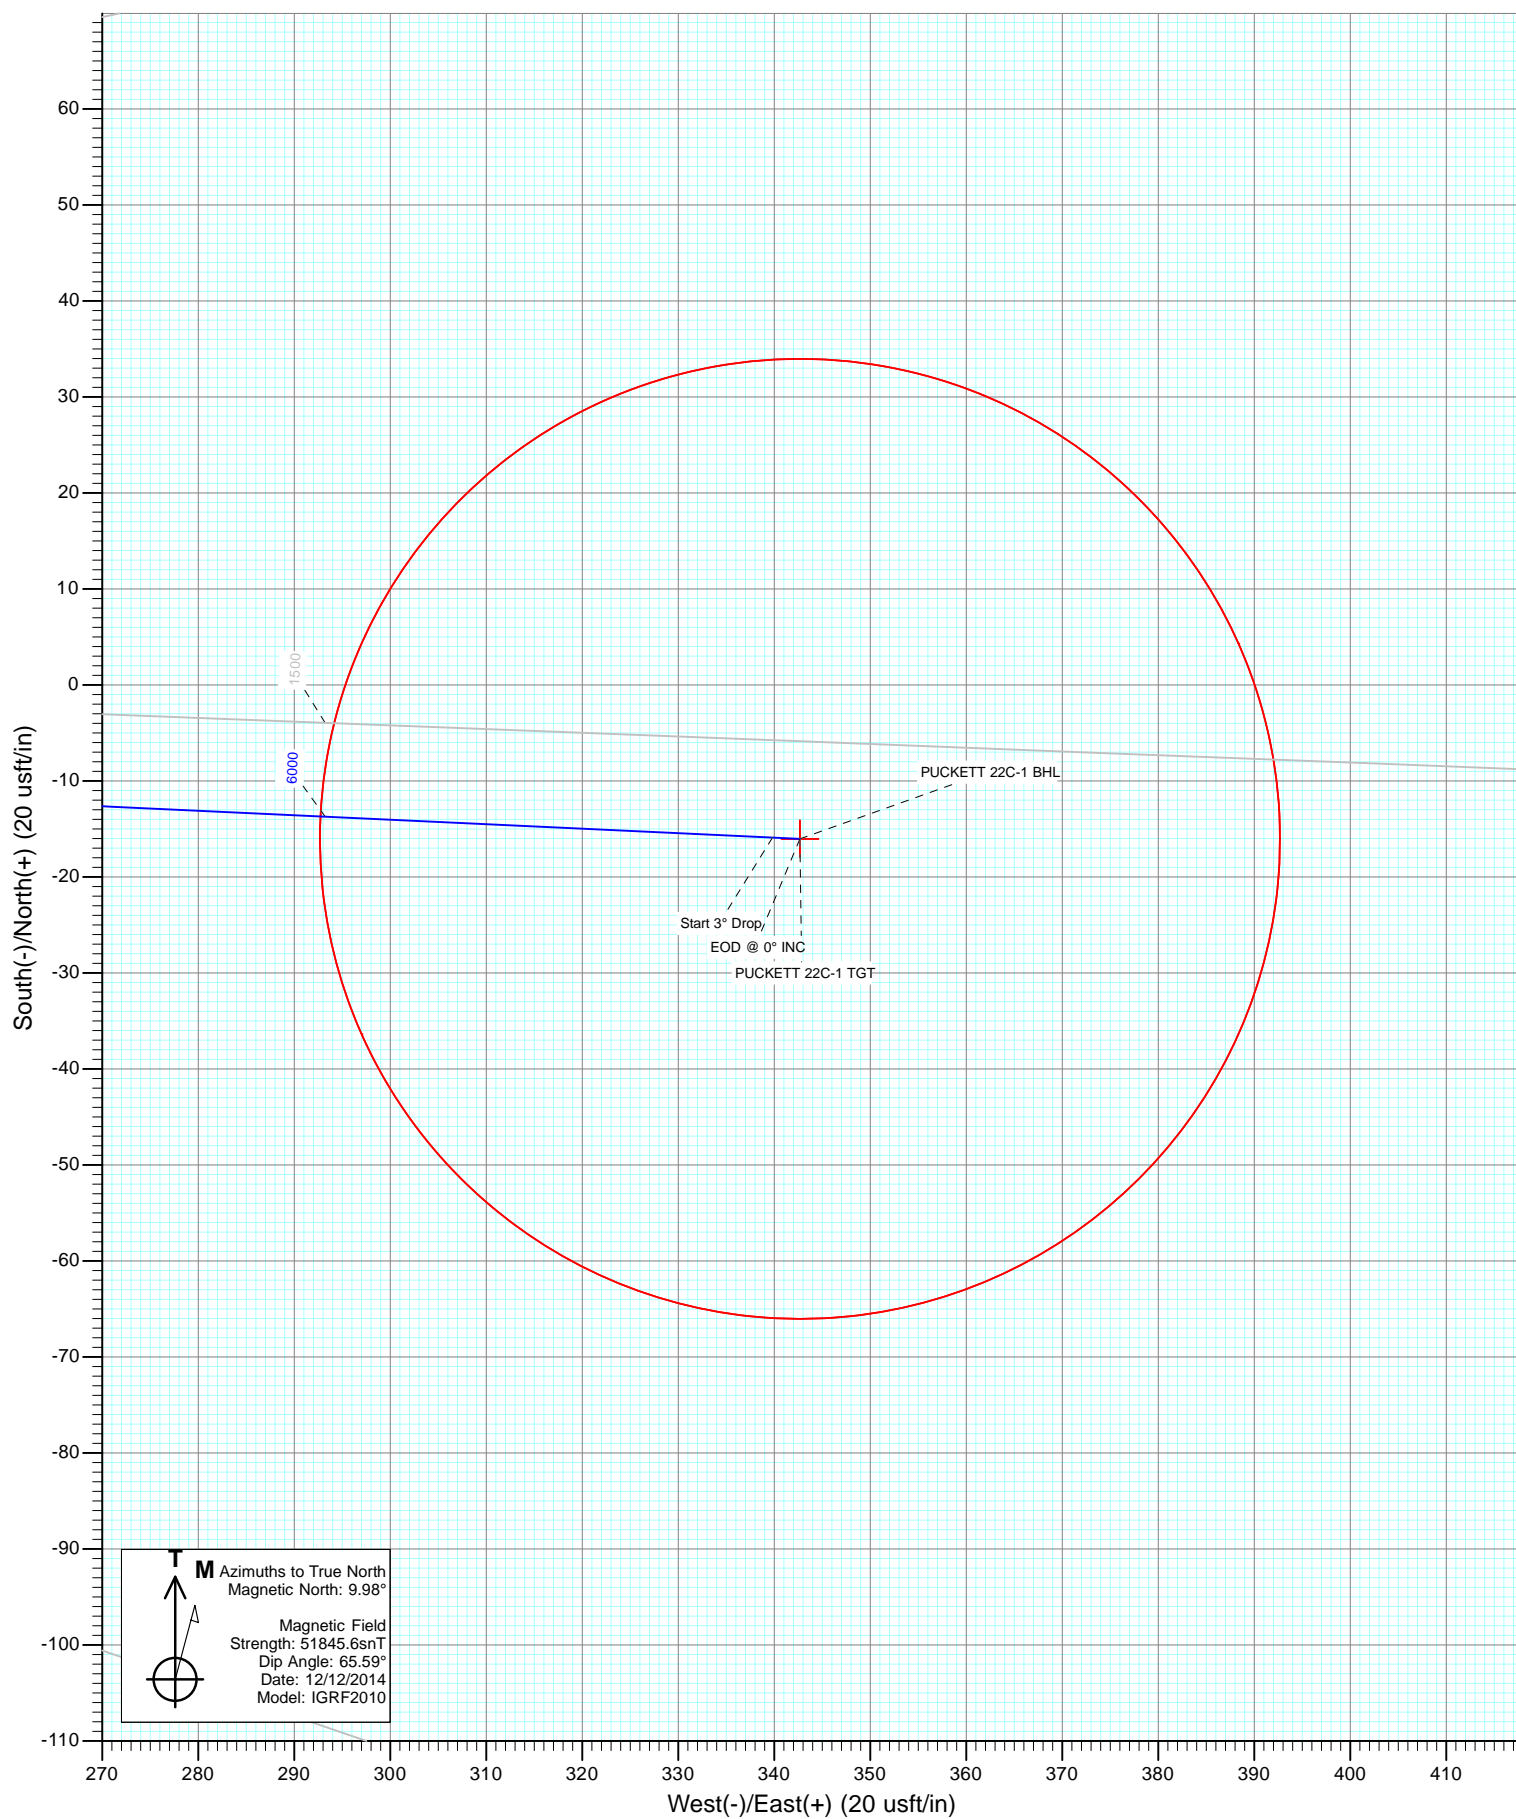 60
50
40
30
20
10
0
-10
-20
-30
-40
-50
-60
-70
-80
-90
-100
-110
South(-)/North(+) (20 usft/in)
1500
6000
PUCKETT 22C-1 BHL
Start 3° Drop
EOD @ 0° INC
PUCKETT 22C-1 TGT
T
M Azimuths to True North
Magnetic North: 9.98°
Magnetic Field
Strength: 51845.6snT
Dip Angle: 65.59°
Date: 12/12/2014
Model: IGRF2010
270 280 290 300 310 320 330 340 350 360 370 380 390 400 410
West(-)/East(+) (20 usft/in)